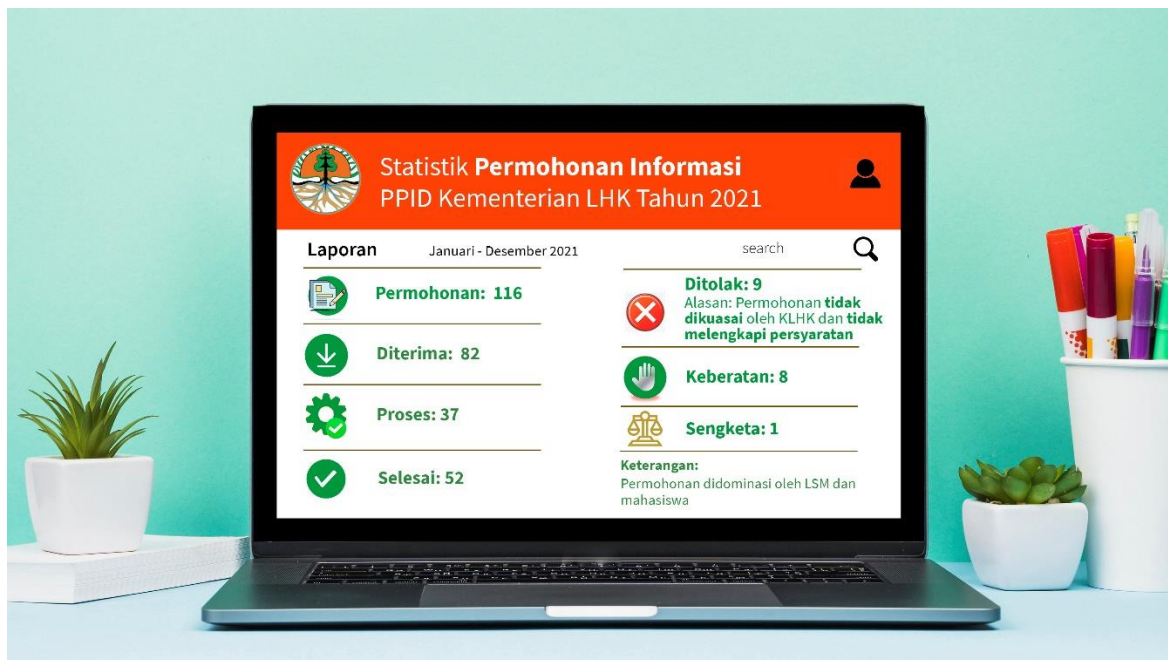 Statistik Permohonan Informasi
PPID Kementerian LHK Tahun 2021
Laporan
Januari - Desember 2021
search
Permohonan: 116
Diterima: 82
Proses: 37
Selesai: 52
Ditolak: 9
Alasan: Permohonan tidak
dikuasai oleh KLHK dan tidak
melengkapi persyaratan
Keberatan: 8
Sengketa: 1
Keterangan:
Permohonan didominasi oleh LSM dan
mahasiswa